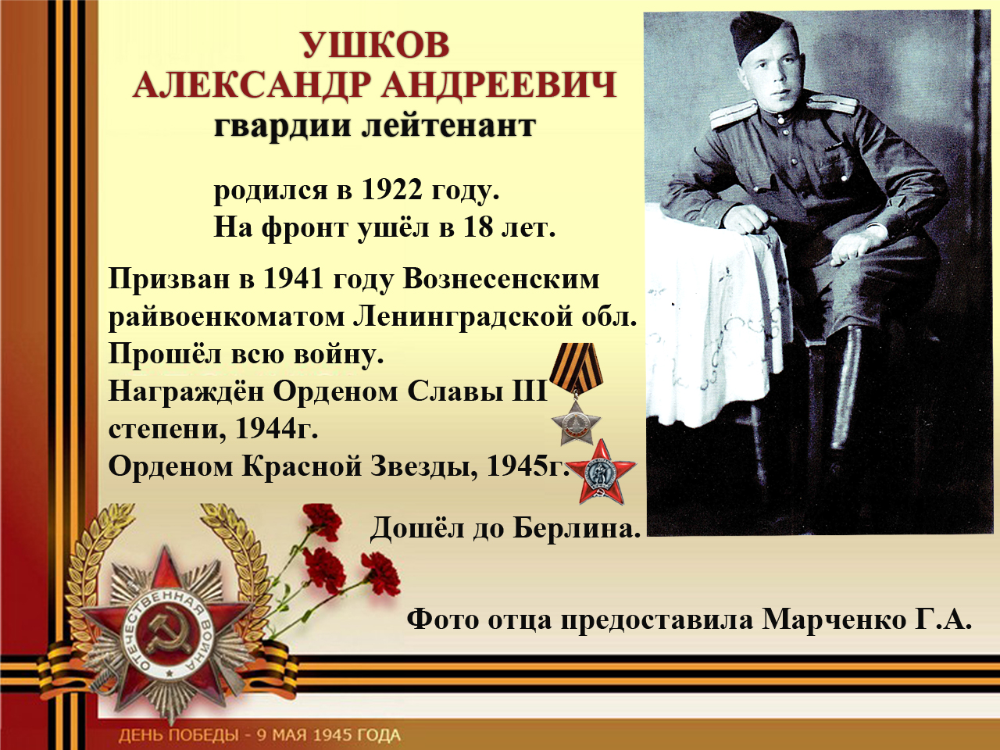 УШКОВ
АЛЕКСАНДР АНДРЕЕВИЧ
гвардии лейтенант
родился в 1922 году.
На фронт ушёл в 18 лет.
Призван в 1941 году Вознесенским
райвоенкоматом Ленинградской обл.
Прошёл всю войну.
Награждён Орденом Славы III
степени, 1944г.
Орденом Красной Звезды, 1945г.
Дошёл до Берлина.
Фото отца предоставила Марченко Г.А.
ОТЕЧЕСТВЕННАЯ ВОЙНА
ДЕНЬ ПОБЕДЫ - 9 МАЯ 1945 ГОДА